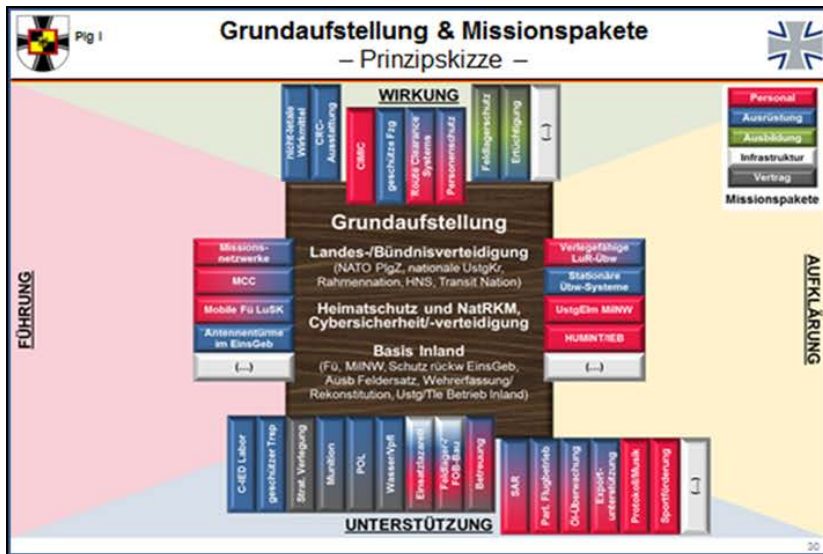 Plg I
Grundaufstellung & Missionspakete
– Prinzipskizze –
WIRKUNG
nicht-letale
Wirkmittel
CRC-
Ausstattung
CIMIC
geschütze Fzg
Route Clearance
Systems
Personenschutz
Feldlagerschutz
Ertüchtigung
(...)
Personal
Ausrüstung
Ausbildung
Infrastruktur
Vertrag
Missionspakete
FÜHRUNG
Missions-
netzwerke
MCC
Mobile Fü LuSK
Antennentürme
im EinsGeb
(...)
Grundaufstellung
Landes-/Bündnisverteidigung
(NATO PlgZ, nationale UstgKr,
Rahmennation, HNS, Transit Nation)
Heimatschutz und NatRKM,
Cybersicherheit/-verteidigung
Basis Inland
(Fü, MilNW, Schutz rückw EinsGeb,
Ausb Feldersatz, Wehrerfassung/
Rekonstitution, Ustg/Tle Betrieb Inland)
Verlegefähige
LuR-Übw
Stationäre
Übw-Systeme
UstgElm MilNW
HUMINT/IEB
(...)
AUFKLÄRUNG
C-IED Labor
geschützer Trsp
Strat. Verlegung
Munition
POL
Wasser/Vpfl
Einsatzlazarett
Feldlager-/
FOB-Bau
Betreuung
SAR
Parl. Flugbetrieb
Öl-Überwachung
Export-
unterstützung
Protokoll/Musik
Sportförderung
(...)
UNTERSTÜTZUNG
30